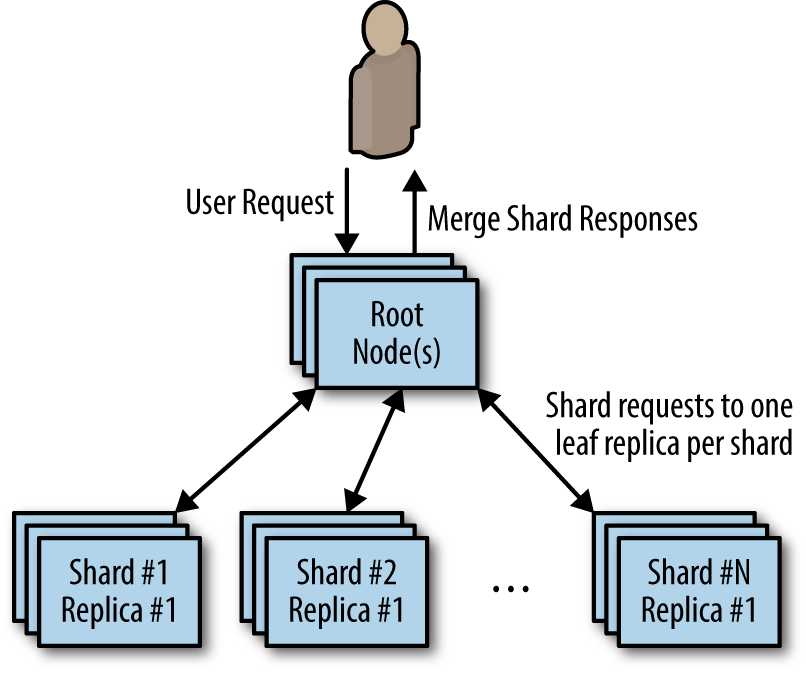 User Request
Merge Shard Responses
Root
Node(s)
Shard requests to one
leaf replica per shard
Shard #1
Replica #1
Shard #2
Replica #1
...
Shard #N
Replica #1